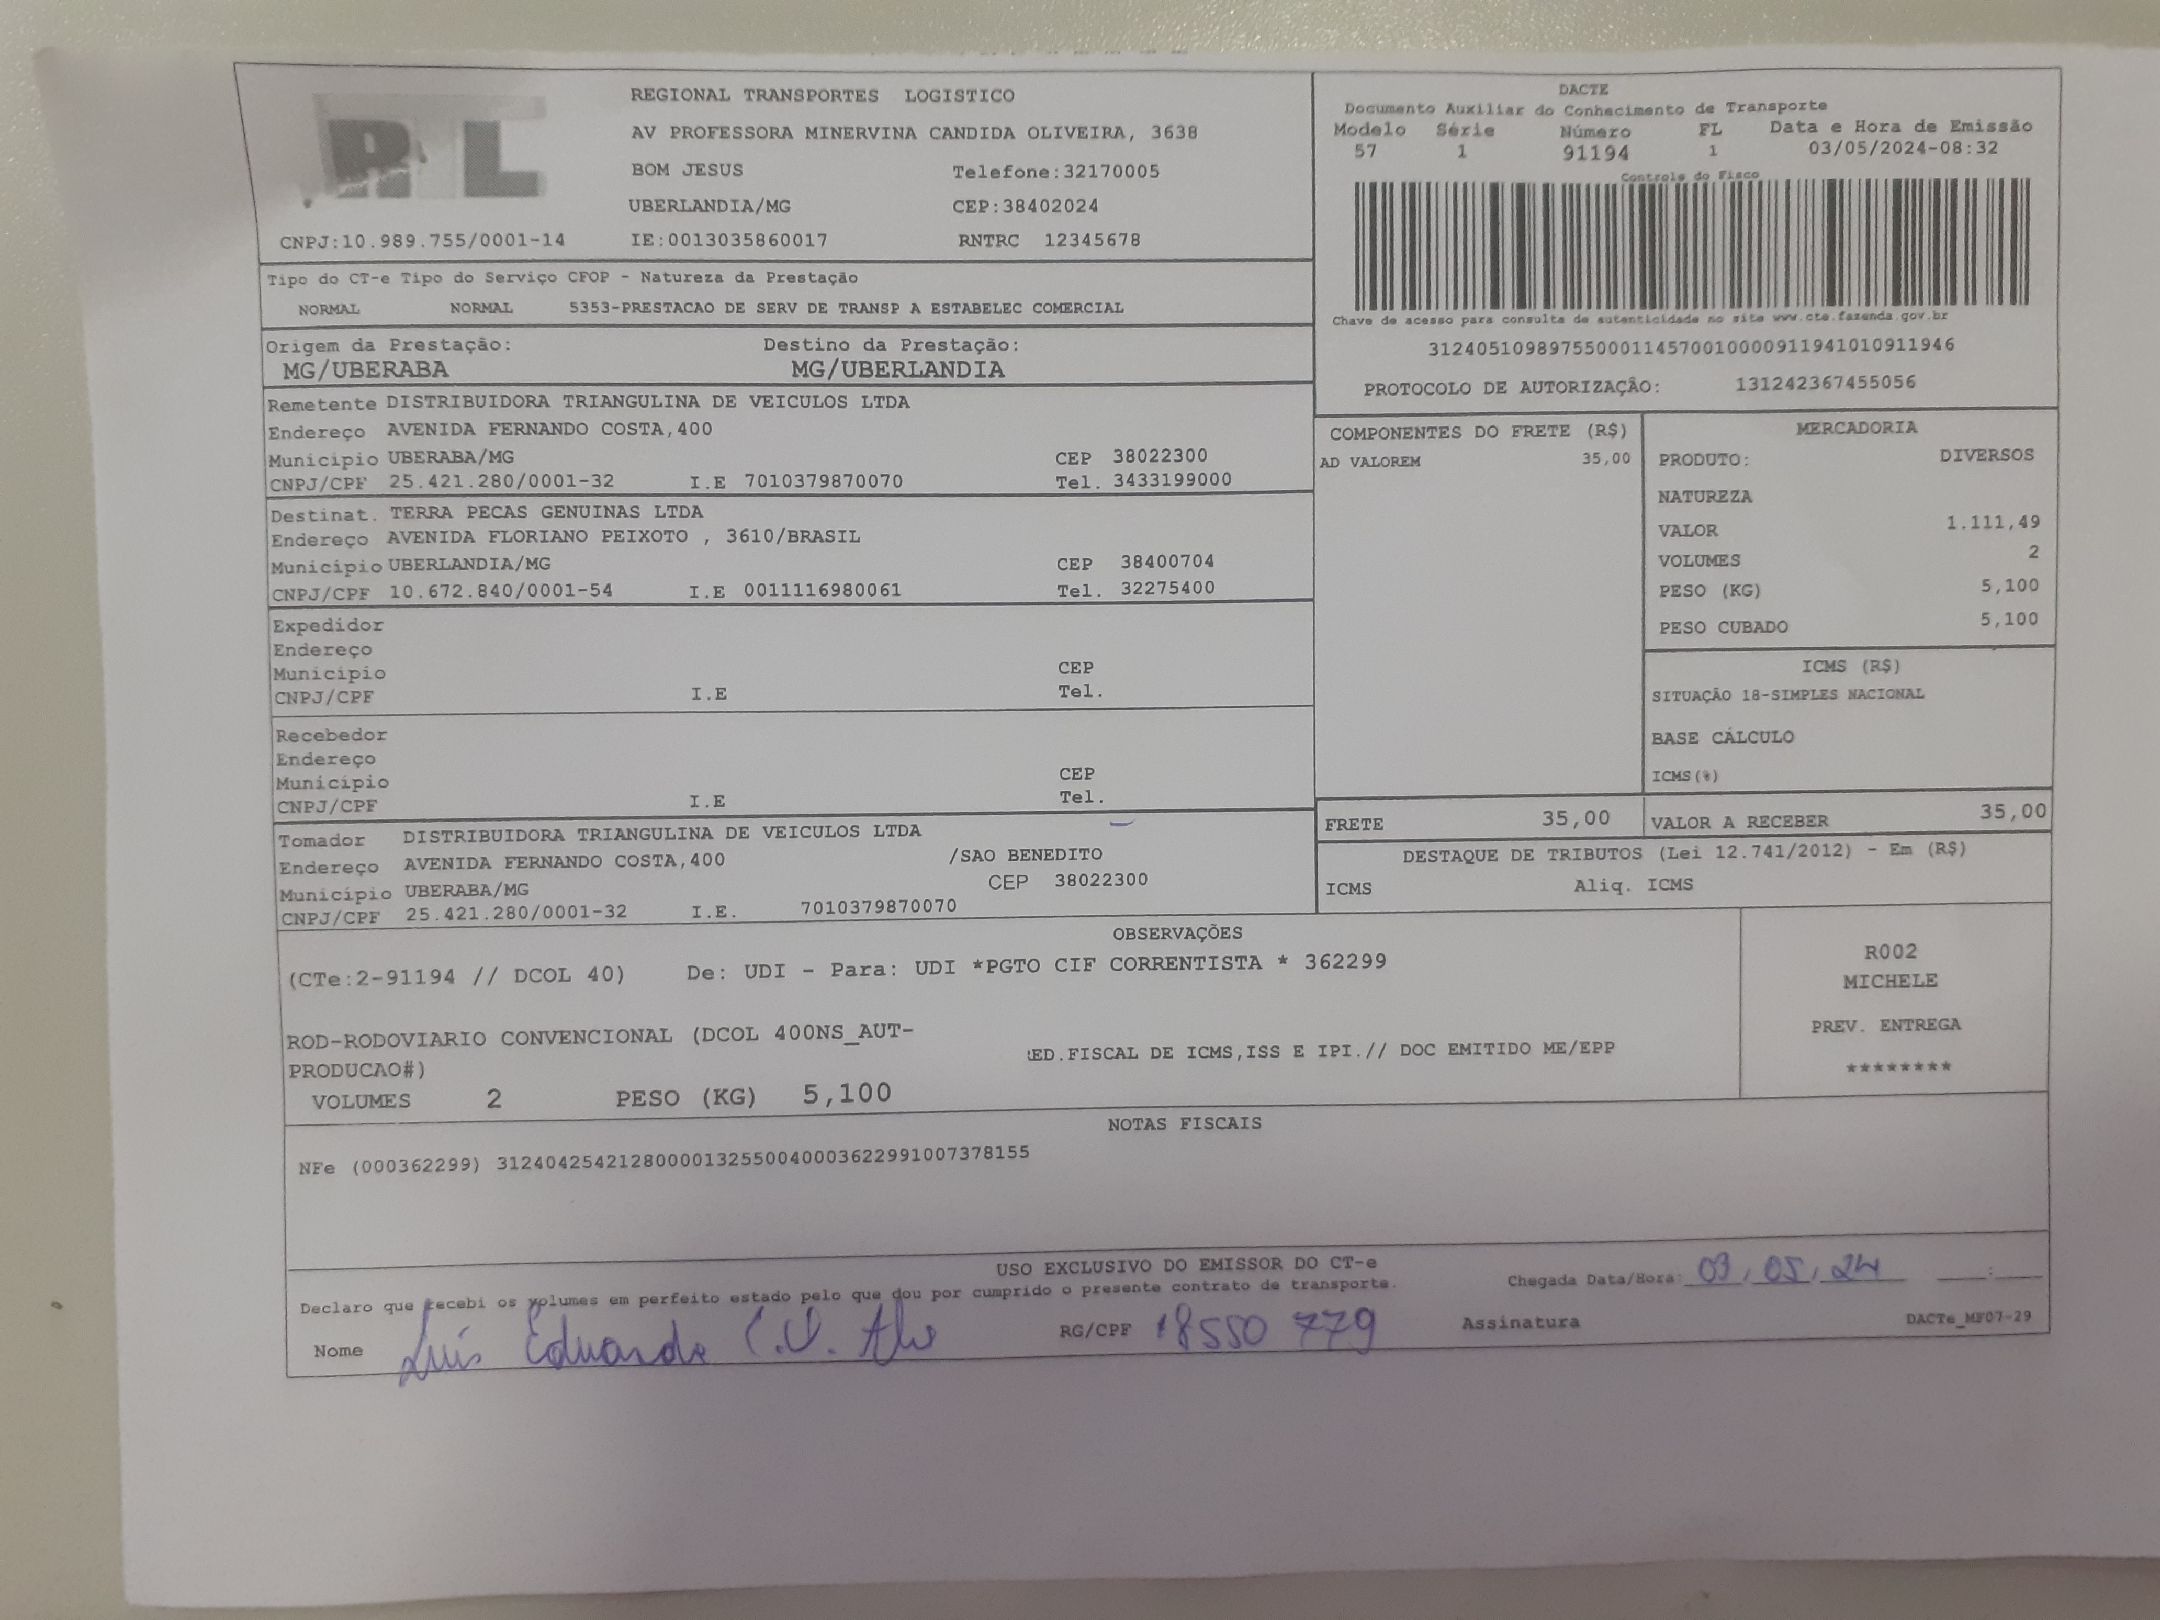 RTL
REGIONAL TRANSPORTES LOGISTICO
AV PROFESSORA MINERVINA CANDIDA OLIVEIRA, 3638
BOM JESUS Telefone:32170005
UBERLANDIA/MG CEP:38402024
CNPJ:10.989.755/0001-14 IE:0013035860017 RNTRC 12345678
DACTE
Documento Auxiliar do Conhecimento de Transporte
Modelo Série Número FL Data e Hora de Emissão
57 1 91194 1 03/05/2024-08:32
Controle do Fisco
Chave de acesso para consulta de autenticidade no site www.cte.fazenda.gov.br
31240510989755000114570010000911941010911946
PROTOCOLO DE AUTORIZAÇÃO: 131242367455056
Tipo do CT-e Tipo do Serviço CFOP - Natureza da Prestação
NORMAL NORMAL 5353-PRESTACAO DE SERV DE TRANSP A ESTABELEC COMERCIAL
Origem da Prestação: Destino da Prestação:
MG/UBERABA MG/UBERLANDIA
Remetente DISTRIBUIDORA TRIANGULINA DE VEICULOS LTDA
Endereço AVENIDA FERNANDO COSTA,400
Município UBERABA/MG CEP 38022300
CNPJ/CPF 25.421.280/0001-32 I.E 7010379870070 Tel. 3433199000
Destinat. TERRA PECAS GENUINAS LTDA
Endereço AVENIDA FLORIANO PEIXOTO , 3610/BRASIL
Município UBERLANDIA/MG CEP 38400704
CNPJ/CPF 10.672.840/0001-54 I.E 0011116980061 Tel. 32275400
Expedidor
Endereço
Município CEP
CNPJ/CPF I.E Tel.
Recebedor
Endereço
Município CEP
CNPJ/CPF I.E Tel.
Tomador DISTRIBUIDORA TRIANGULINA DE VEICULOS LTDA
Endereço AVENIDA FERNANDO COSTA,400 /SAO BENEDITO
Município UBERABA/MG CEP 38022300
CNPJ/CPF 25.421.280/0001-32 I.E. 7010379870070
COMPONENTES DO FRETE (R$)
AD VALOREM 35,00
MERCADORIA
PRODUTO: DIVERSOS
NATUREZA
VALOR 1.111,49
VOLUMES 2
PESO (KG) 5,100
PESO CUBADO 5,100
ICMS (R$)
SITUAÇÃO 18-SIMPLES NACIONAL
BASE CÁLCULO
ICMS(%)
FRETE 35,00 VALOR A RECEBER 35,00
DESTAQUE DE TRIBUTOS (Lei 12.741/2012) - Em (R$)
ICMS Aliq. ICMS
OBSERVAÇÕES
(CTe:2-91194 // DCOL 40) De: UDI - Para: UDI *PGTO CIF CORRENTISTA * 362299
ROD-RODOVIARIO CONVENCIONAL (DCOL 400NS_AUT-
PRODUCAO#)
ED.FISCAL DE ICMS,ISS E IPI.// DOC EMITIDO ME/EPP
VOLUMES 2 PESO (KG) 5,100
R002
MICHELE
PREV. ENTREGA
********
NOTAS FISCAIS
NFe (000362299) 31240425421280000132550040003622991007378155
USO EXCLUSIVO DO EMISSOR DO CT-e
Declaro que recebi os volumes em perfeito estado pelo que dou por cumprido o presente contrato de transporte.
Chegada Data/Hora: 03,05,24 ____:____
Nome Luís Eduardo C.O. RG/CPF 18550 779 Assinatura DACTe_MF07-29